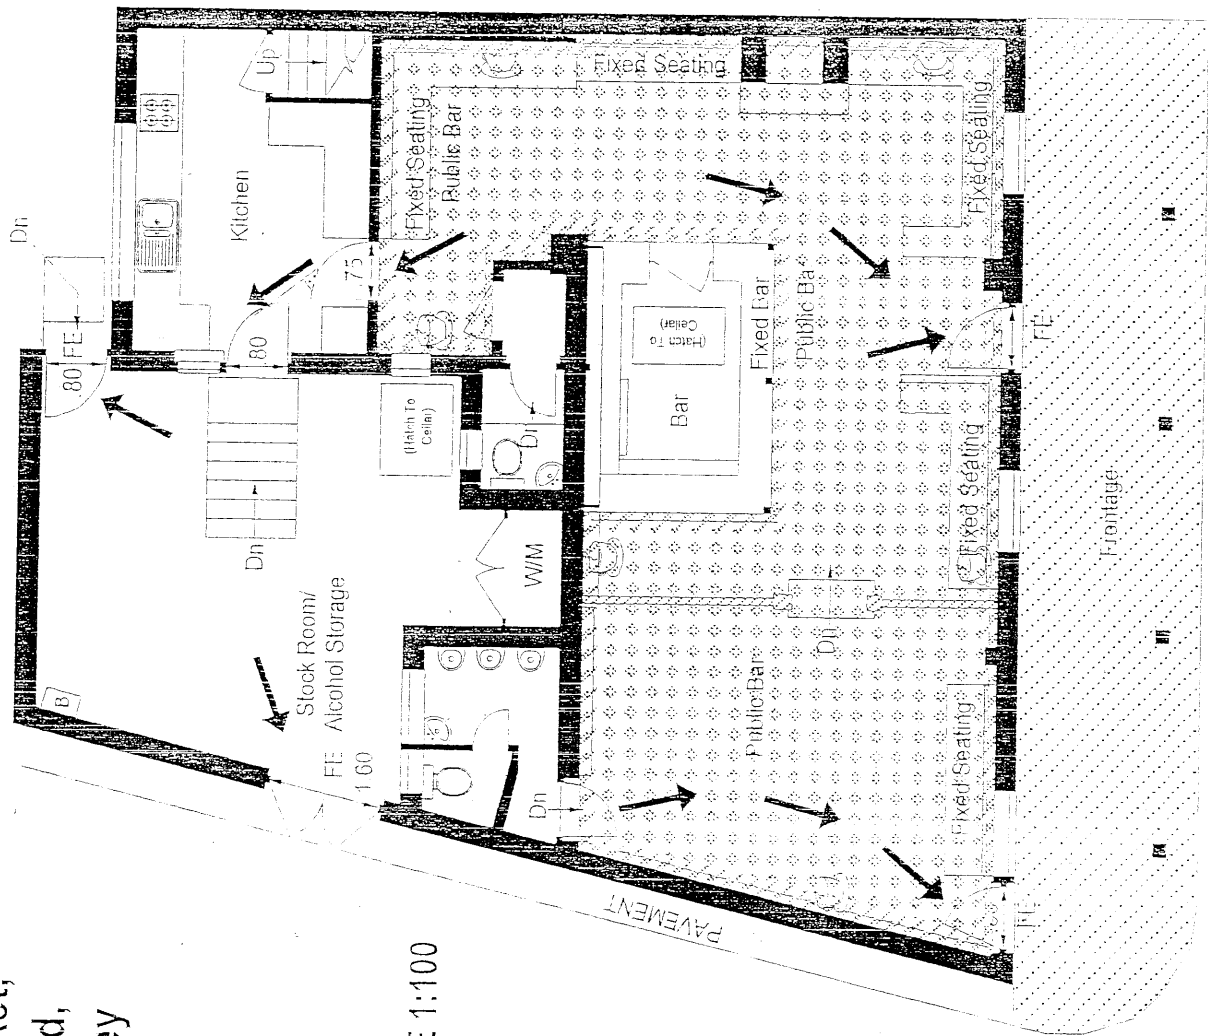 Dn
FE
80
Up
Kitchen
Fixed Seating
Public Bar
Fixed Seating
75
80
Fixed Seating
(Hatch To
Cellar)
Dn
(Hatch To
Cellar)
Bar
Fixed Bar
Public Bar
FE
Dn
Stock Room/
Alcohol Storage
FE
160
B
W/M
Dn
Public Bar
Dn
Fixed Seating
Fixed Seating
FE
PAVEMENT
Frontage
d,
ey
1:100